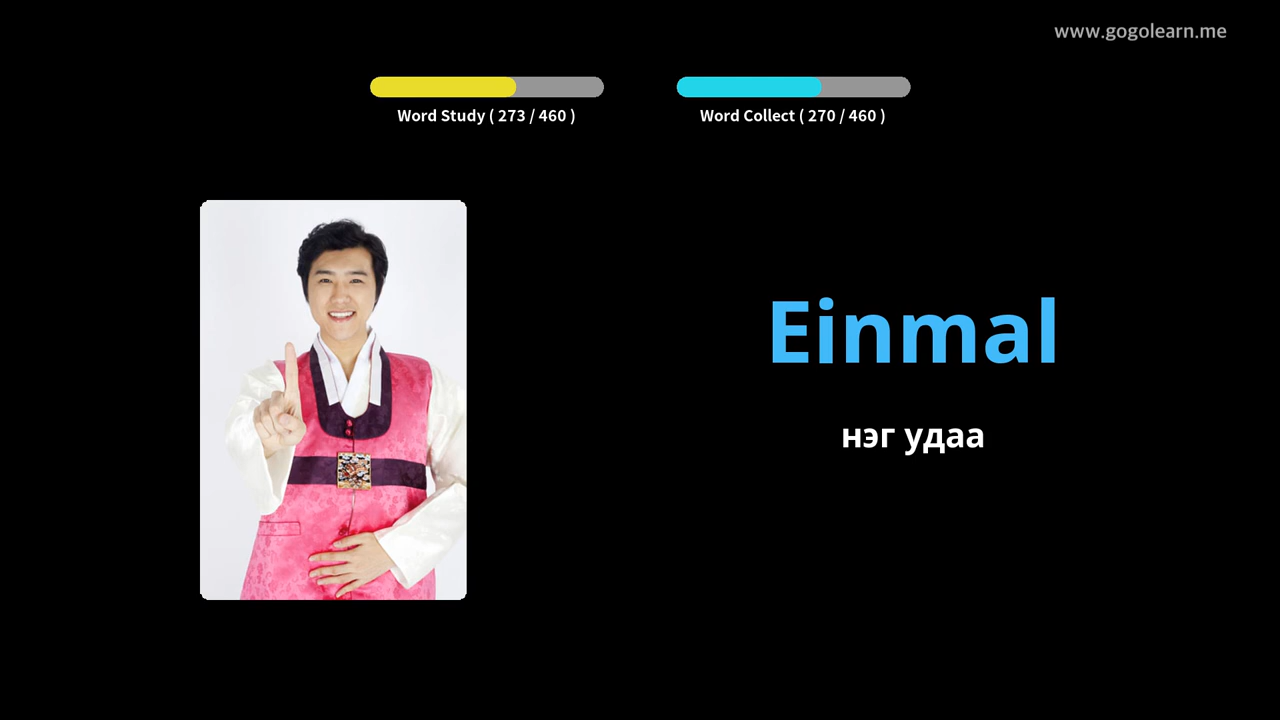 www.gogolearn.me
Word Study ( 273 / 460 )
Word Collect ( 270 / 460 )
Einmal
нэг удаа